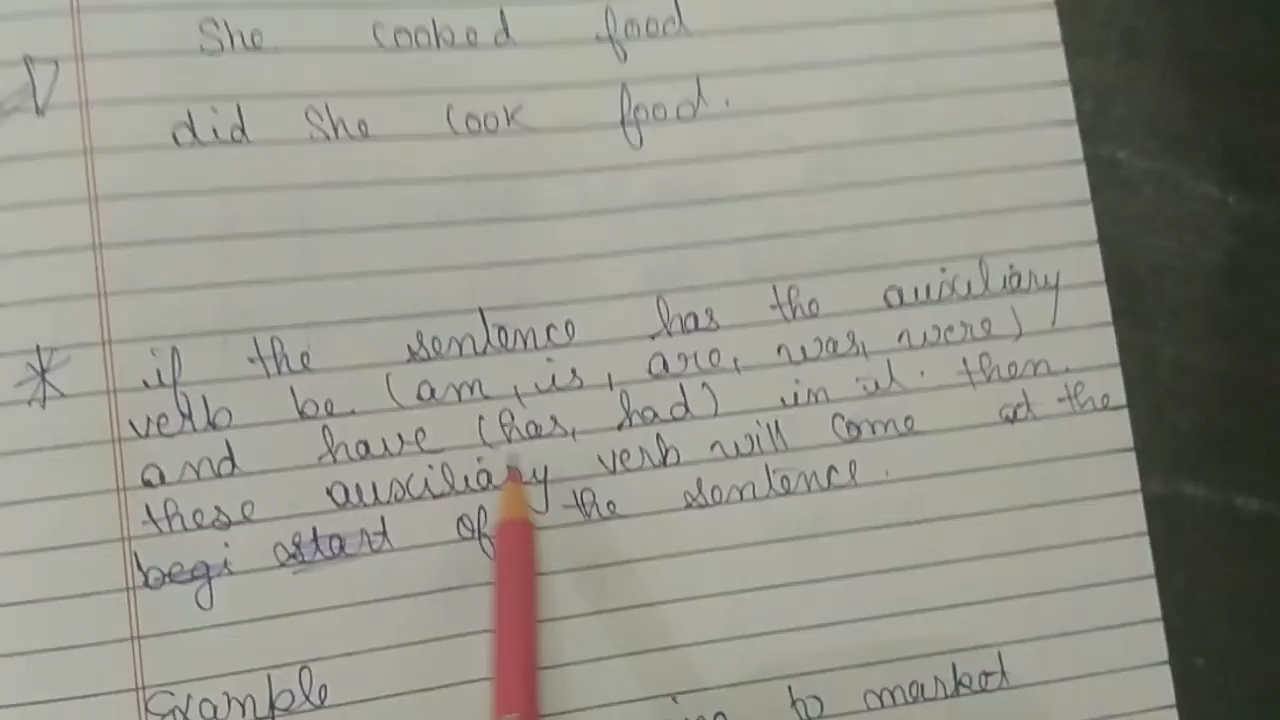 She cooked food
did She cook food.
* if the sentence has the auxiliary
verb be (am, is, are, was, were)
and have (has, had) in it. then
these auxiliary verb will come at the
begi start of the sentence.
Example
to market